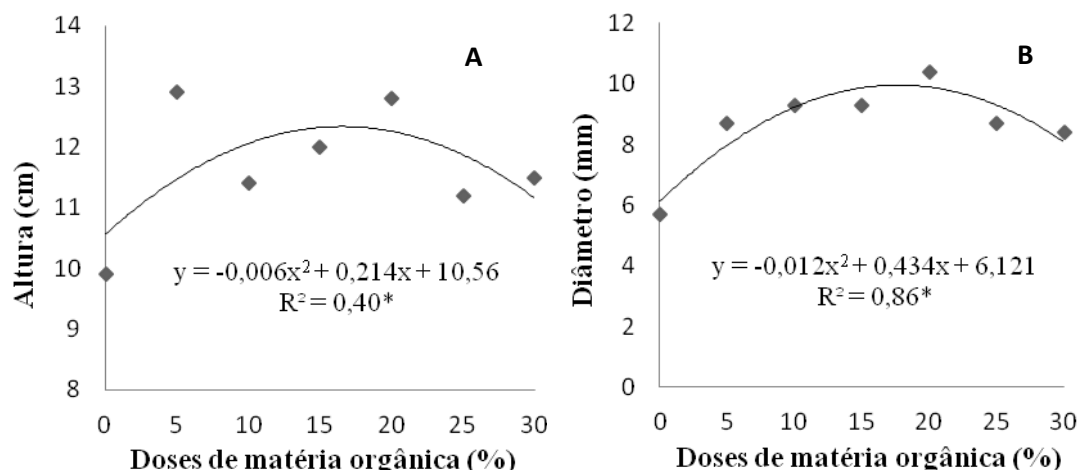 A
Altura (cm)
14
13
12
11
10
9
8
y = -0,006x² + 0,214x + 10,56
R² = 0,40*
0 5 10 15 20 25 30
Doses de matéria orgânica (%)
B
Diâmetro (mm)
12
10
8
6
4
2
0
y = -0,012x² + 0,434x + 6,121
R² = 0,86*
0 5 10 15 20 25 30
Doses de matéria orgânica (%)